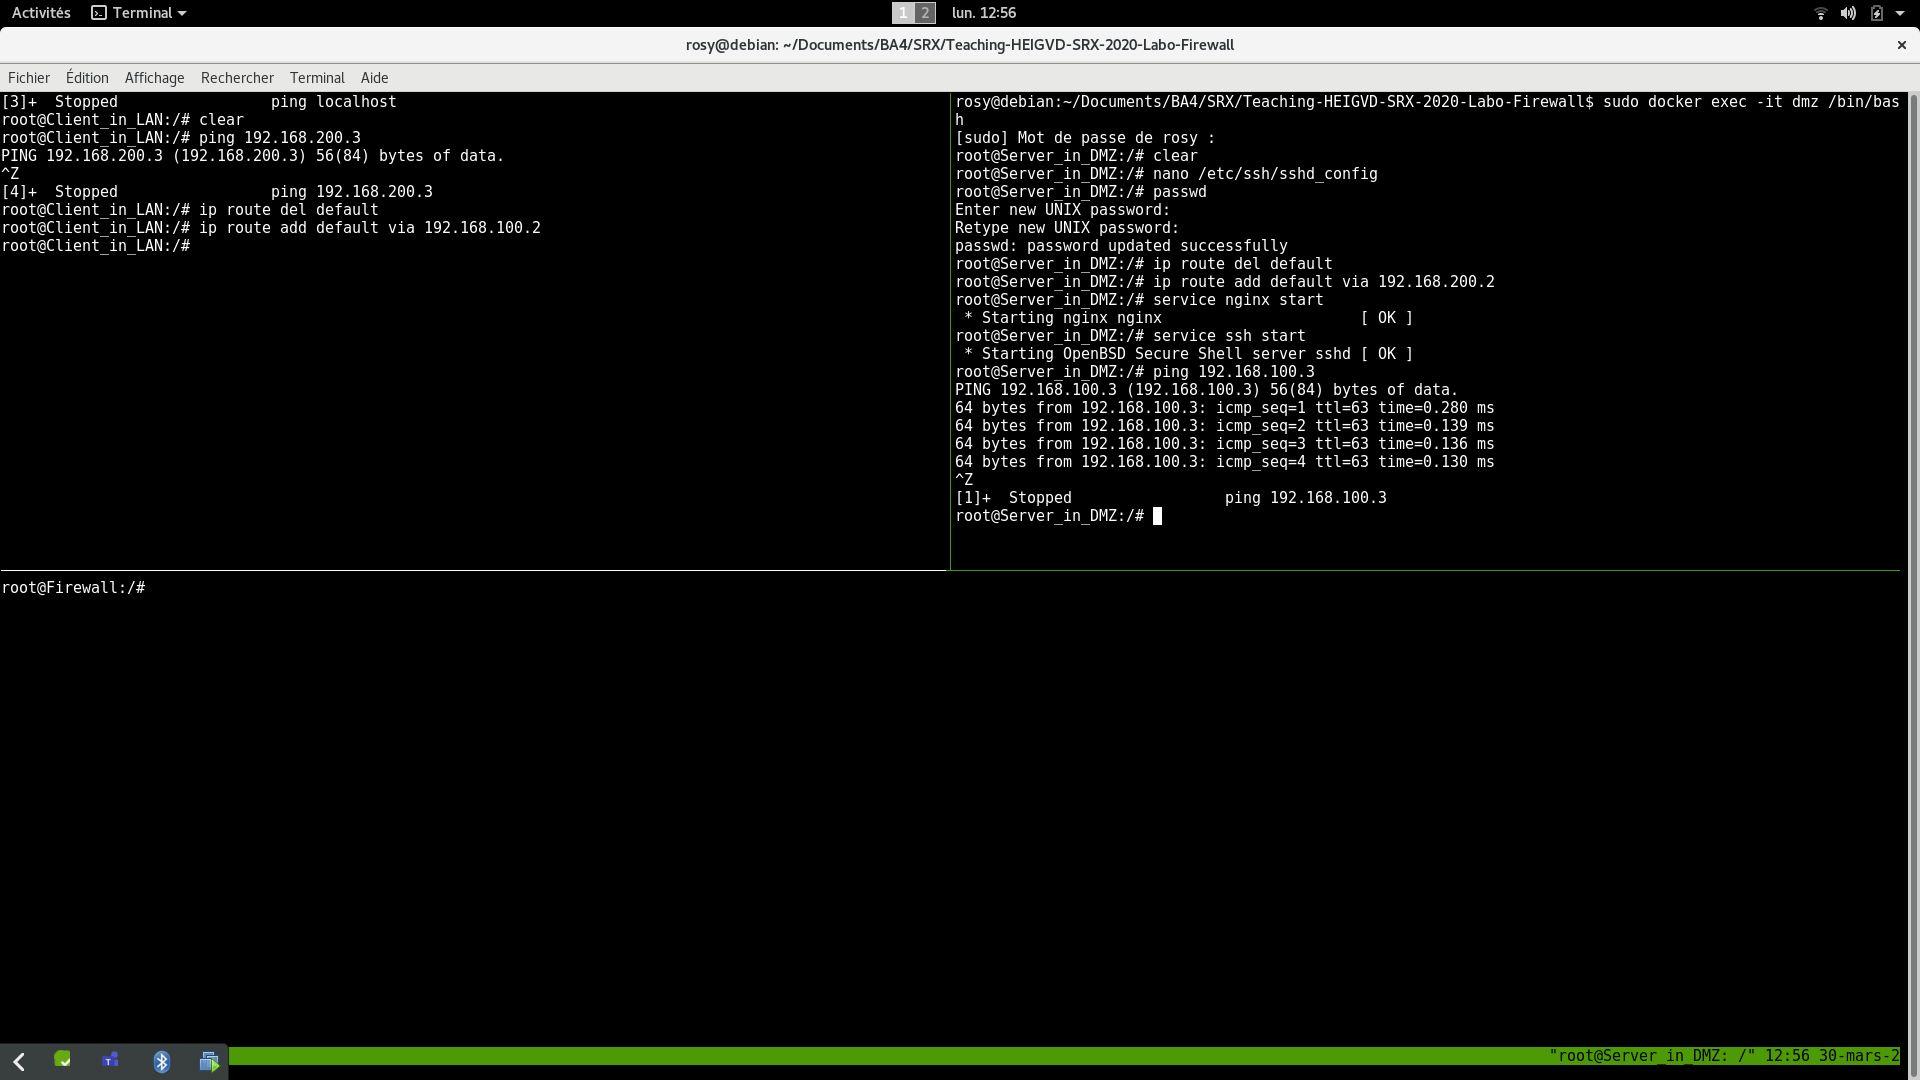 Activités Terminal 1 2 lun. 12:56
rosy@debian: ~/Documents/BA4/SRX/Teaching-HEIGVD-SRX-2020-Labo-Firewall
Fichier Édition Affichage Rechercher Terminal Aide
[3]+  Stopped                 ping localhost
root@Client_in_LAN:/# clear
root@Client_in_LAN:/# ping 192.168.200.3
PING 192.168.200.3 (192.168.200.3) 56(84) bytes of data.
^Z
[4]+  Stopped                 ping 192.168.200.3
root@Client_in_LAN:/# ip route del default
root@Client_in_LAN:/# ip route add default via 192.168.100.2
root@Client_in_LAN:/#
rosy@debian:~/Documents/BA4/SRX/Teaching-HEIGVD-SRX-2020-Labo-Firewall$ sudo docker exec -it dmz /bin/bas
h
[sudo] Mot de passe de rosy :
root@Server_in_DMZ:/# clear
root@Server_in_DMZ:/# nano /etc/ssh/sshd_config
root@Server_in_DMZ:/# passwd
Enter new UNIX password:
Retype new UNIX password:
passwd: password updated successfully
root@Server_in_DMZ:/# ip route del default
root@Server_in_DMZ:/# ip route add default via 192.168.200.2
root@Server_in_DMZ:/# service nginx start
 * Starting nginx nginx                      [ OK ]
root@Server_in_DMZ:/# service ssh start
 * Starting OpenBSD Secure Shell server sshd [ OK ]
root@Server_in_DMZ:/# ping 192.168.100.3
PING 192.168.100.3 (192.168.100.3) 56(84) bytes of data.
64 bytes from 192.168.100.3: icmp_seq=1 ttl=63 time=0.280 ms
64 bytes from 192.168.100.3: icmp_seq=2 ttl=63 time=0.139 ms
64 bytes from 192.168.100.3: icmp_seq=3 ttl=63 time=0.136 ms
64 bytes from 192.168.100.3: icmp_seq=4 ttl=63 time=0.130 ms
^Z
[1]+  Stopped                 ping 192.168.100.3
root@Server_in_DMZ:/#
root@Firewall:/#
"root@Server_in_DMZ: /" 12:56 30-mars-2